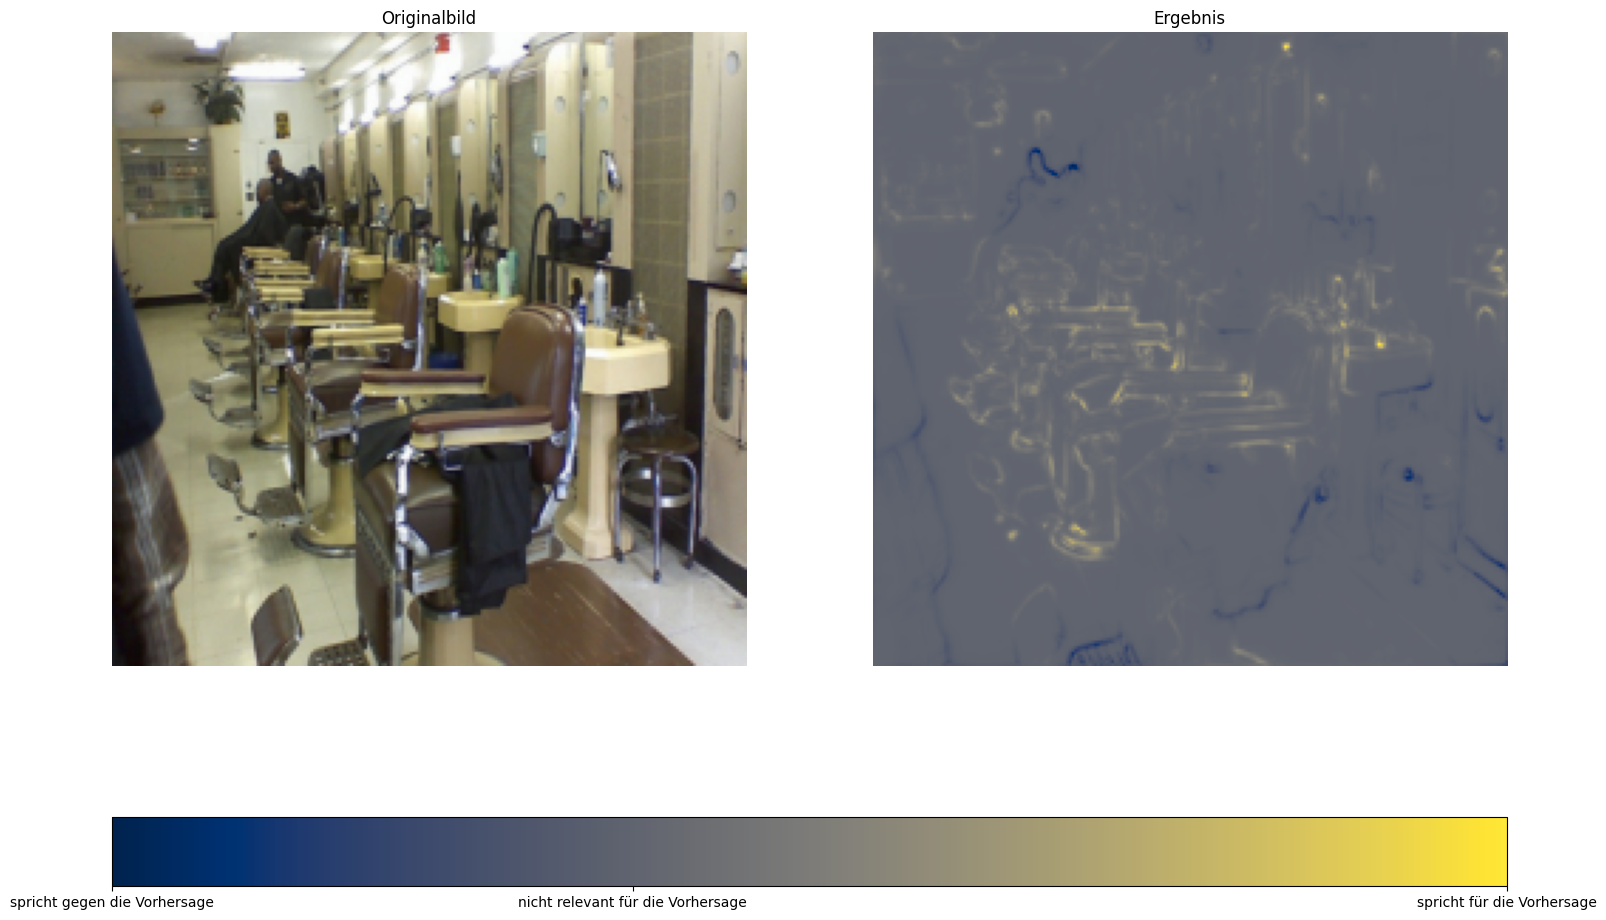 Originalbild
Ergebnis
spricht gegen die Vorhersage
nicht relevant für die Vorhersage
spricht für die Vorhersage